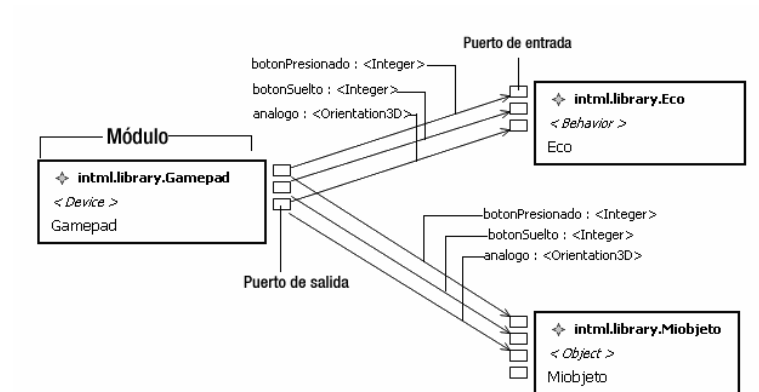 Puerto de entrada
botonPresionado : <Integer>
botonSuelto : <Integer>
analogo : <Orientation3D>
intml.library.Eco
< Behavior >
Eco
Módulo
intml.library.Gamepad
< Device >
Gamepad
botonPresionado : <Integer>
botonSuelto : <Integer>
analogo : <Orientation3D>
Puerto de salida
intml.library.Miobjeto
< Object >
Miobjeto